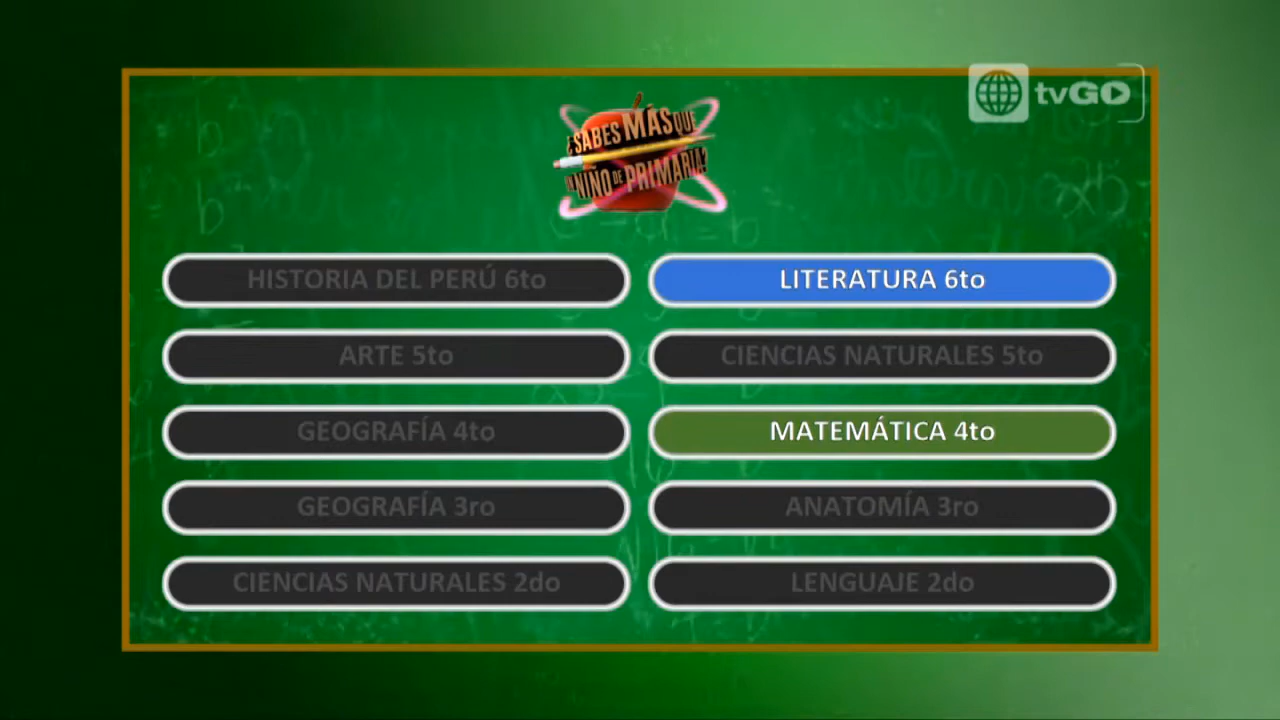 tvGO
¿SABES MÁS QUE
UN NIÑO DE PRIMARIA?
HISTORIA DEL PERÚ 6to
LITERATURA 6to
ARTE 5to
CIENCIAS NATURALES 5to
GEOGRAFÍA 4to
MATEMÁTICA 4to
GEOGRAFÍA 3ro
ANATOMÍA 3ro
CIENCIAS NATURALES 2do
LENGUAJE 2do